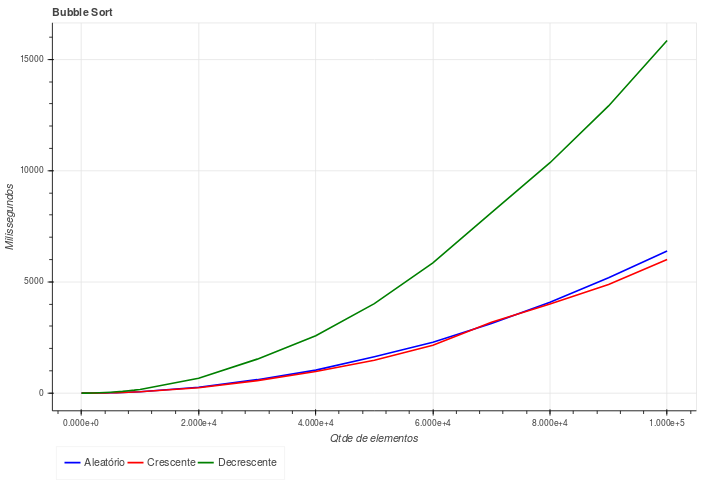 Bubble Sort
15000
10000
5000
0
Milissegundos
0.000e+0 2.000e+4 4.000e+4 6.000e+4 8.000e+4 1.000e+5
Qtde de elementos
Aleatório Crescente Decrescente